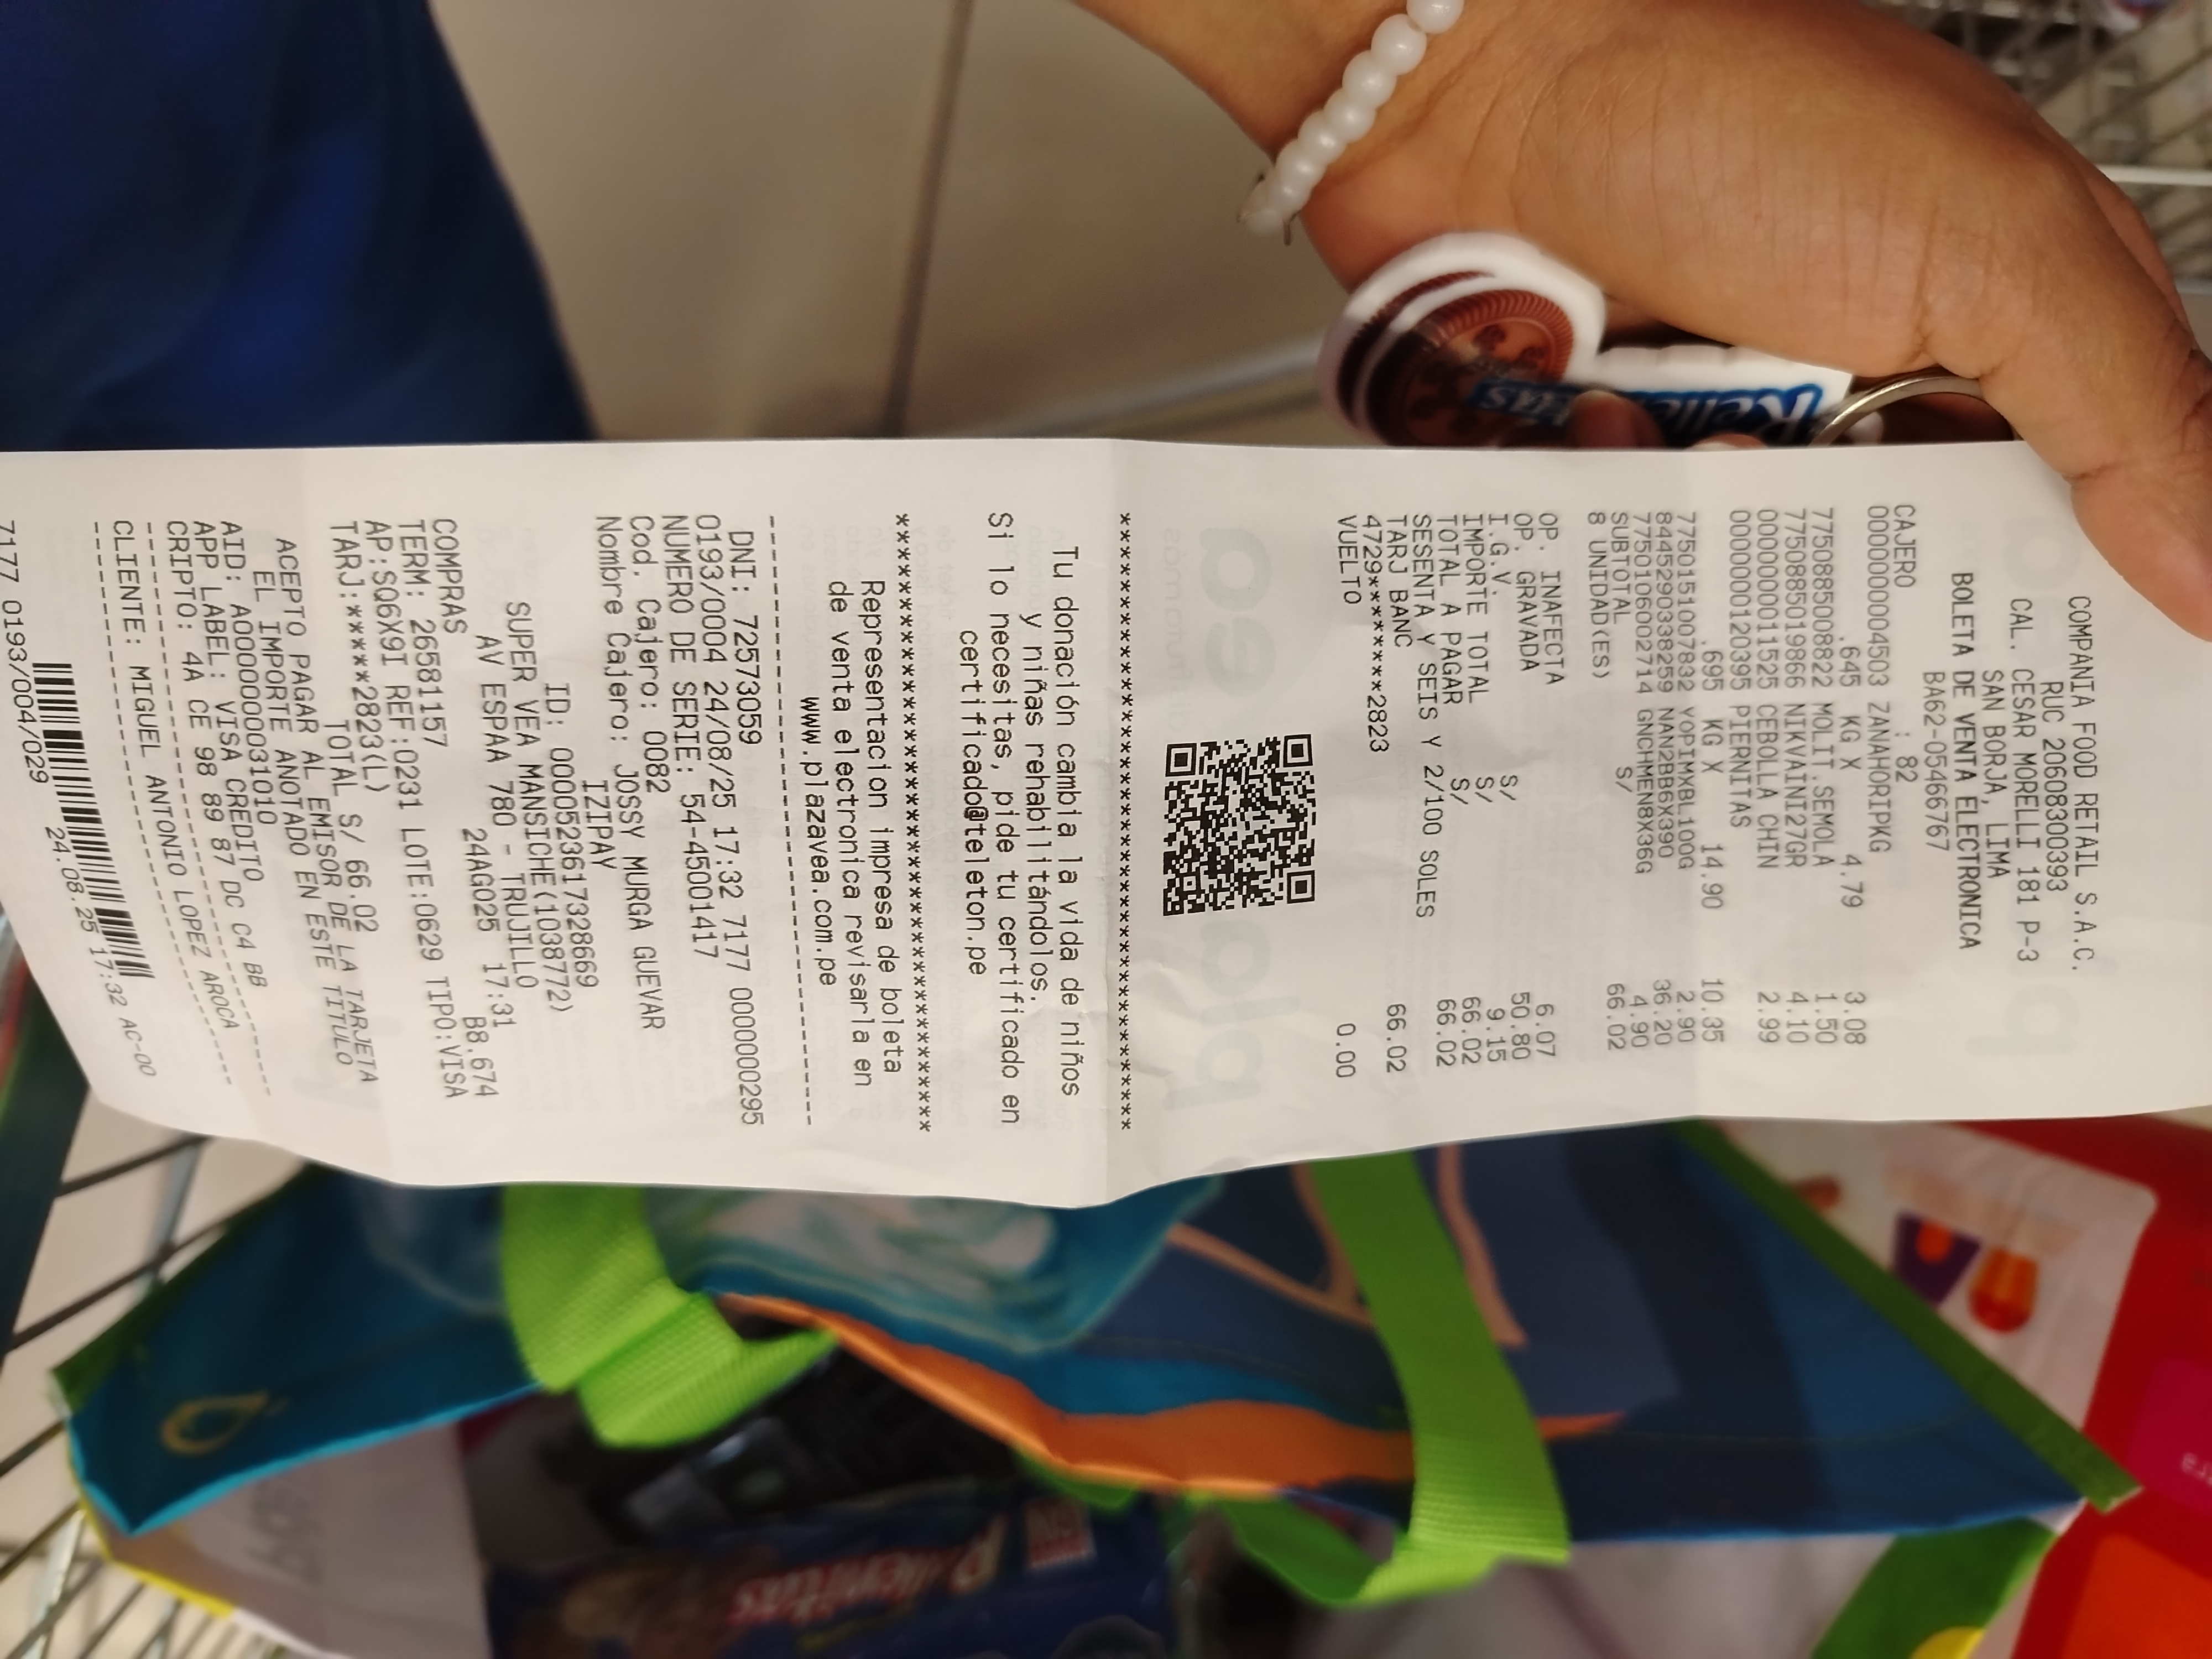 COMPANIA FOOD RETAIL S.A.C.
RUC 20608300393
CAL. CESAR MORELLI 181 P-3
SAN BORJA, LIMA
BOLETA DE VENTA ELECTRONICA
BA62-0546767
CAJERO : 82
0000000004503 ZANAHORIPKG
.645 KG X 4.79 3.08
7750885008822 MOLIT.SEMOLA 1.50
7750885019866 NIKVAINI27GR 4.10
0000000011525 CEBOLLA CHIN 2.99
0000000120395 PIERNITAS
.695 KG X 14.90 10.35
7750151007832 YOPIMXBL100G 2.90
8445290338259 NAN2BB6X390 36.20
7750106002714 GNCHMEN8X36G 4.90
SUBTOTAL S/ 66.02
8 UNIDAD(ES)
OP. INAFECTA 6.07
OP. GRAVADA S/ 50.80
I.G.V. S/ 9.15
IMPORTE TOTAL S/ 66.02
TOTAL A PAGAR S/ 66.02
SESENTA Y SEIS Y 2/100 SOLES
TARJ BANC 66.02
4729*********2823
VUELTO 0.00
Tu donación cambia la vida de niños
y niñas rehabilitándolos.
Si lo necesitas, pide tu certificado en
certificado@teleton.pe
Representacion impresa de boleta
de venta electronica revisarla en
www.plazavea.com.pe
DNI: 72573059
0193/0004 24/08/25 17:32 7177 0000000295
NUMERO DE SERIE: 54-45001417
Cod. Cajero: 0082
Nombre Cajero: JOSSY MURGA GUEVAR
IZIPAY
ID: 0000523617328669
SUPER VEA MANSICHE(1038772)
AV ESPAA 780 - TRUJILLO
24AGO25 17:31
COMPRAS B8.674
TERM: 26581157
AP:SQ6X9I REF:0231 LOTE:0629 TIPO:VISA
TARJ:*****2823(L)
TOTAL S/ 66.02
ACEPTO PAGAR AL EMISOR DE LA TARJETA
EL IMPORTE ANOTADO EN ESTE TITULO
AID: A0000000031010
APP LABEL: VISA CREDITO
CRIPTO: 4A CE 98 89 87 DC C4 BB
CLIENTE: MIGUEL ANTONIO LOPEZ AROCA
7177 0193/004/029 24.08.25 17:32 AC-00
Rellenitas